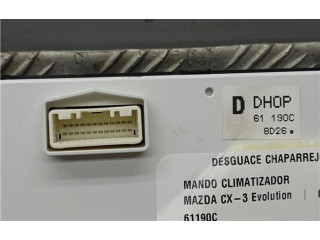 D DHOP
61 190C
8D26.
DESGUACE CHAPARREJ
MANDO CLIMATIZADOR
MAZDA CX-3 Evolution |
61190C